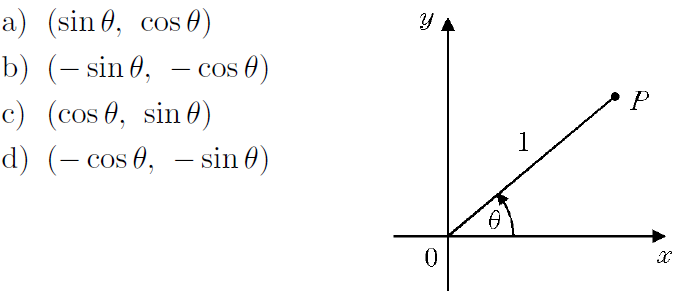 a) (sin θ, cos θ)
b) (− sin θ, − cos θ)
c) (cos θ, sin θ)
d) (− cos θ, − sin θ)
y
P
1
θ
0
x